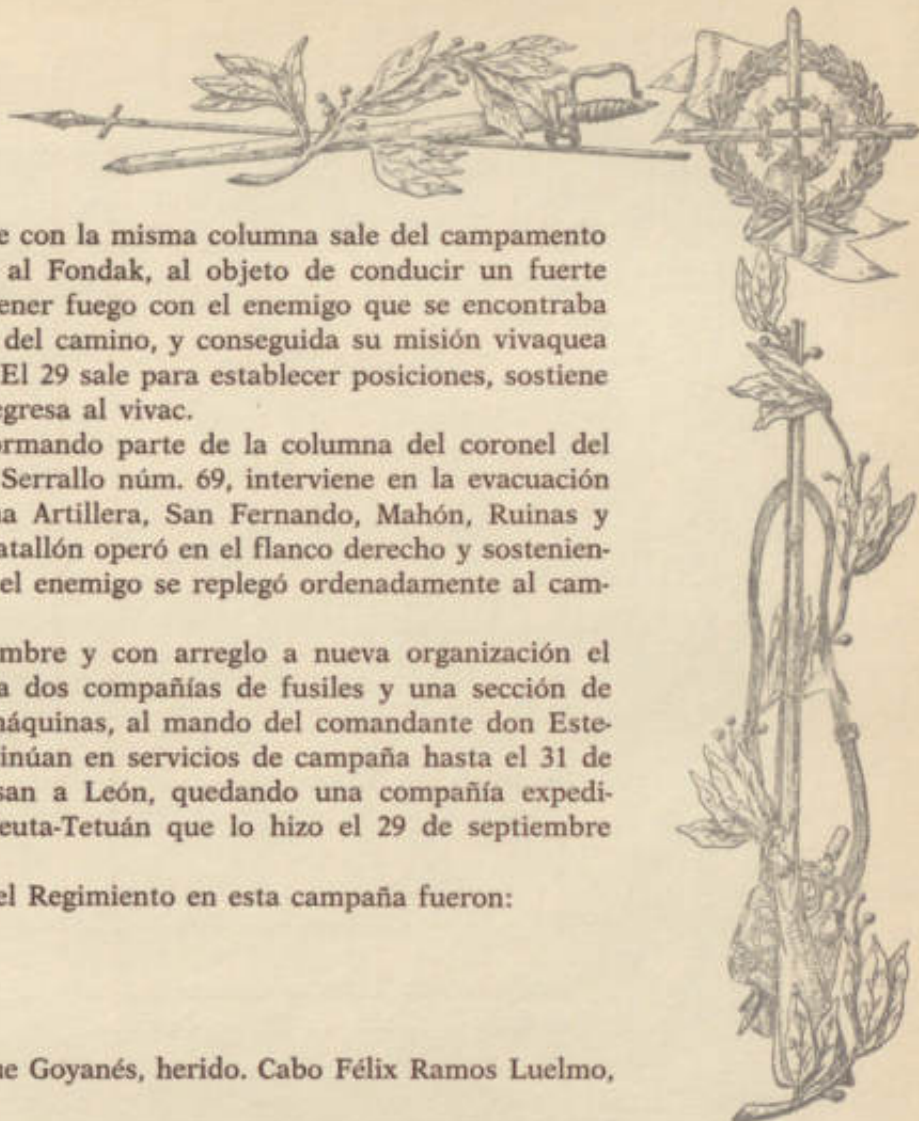 e con la misma columna sale del campamento
al Fondak, al objeto de conducir un fuerte
ener fuego con el enemigo que se encontraba
del camino, y conseguida su misión vivaquea
El 29 sale para establecer posiciones, sostiene
egresa al vivac.
ormando parte de la columna del coronel del
Serrallo núm. 69, interviene en la evacuación
na Artillera, San Fernando, Mahón, Ruinas y
atallón operó en el flanco derecho y sostenien-
el enemigo se replegó ordenadamente al cam-
mbre y con arreglo a nueva organización el
a dos compañías de fusiles y una sección de
máquinas, al mando del comandante don Este-
tinúan en servicios de campaña hasta el 31 de
san a León, quedando una compañía expedi-
euta-Tetuán que lo hizo el 29 de septiembre
el Regimiento en esta campaña fueron:
ue Goyanés, herido. Cabo Félix Ramos Luelmo,